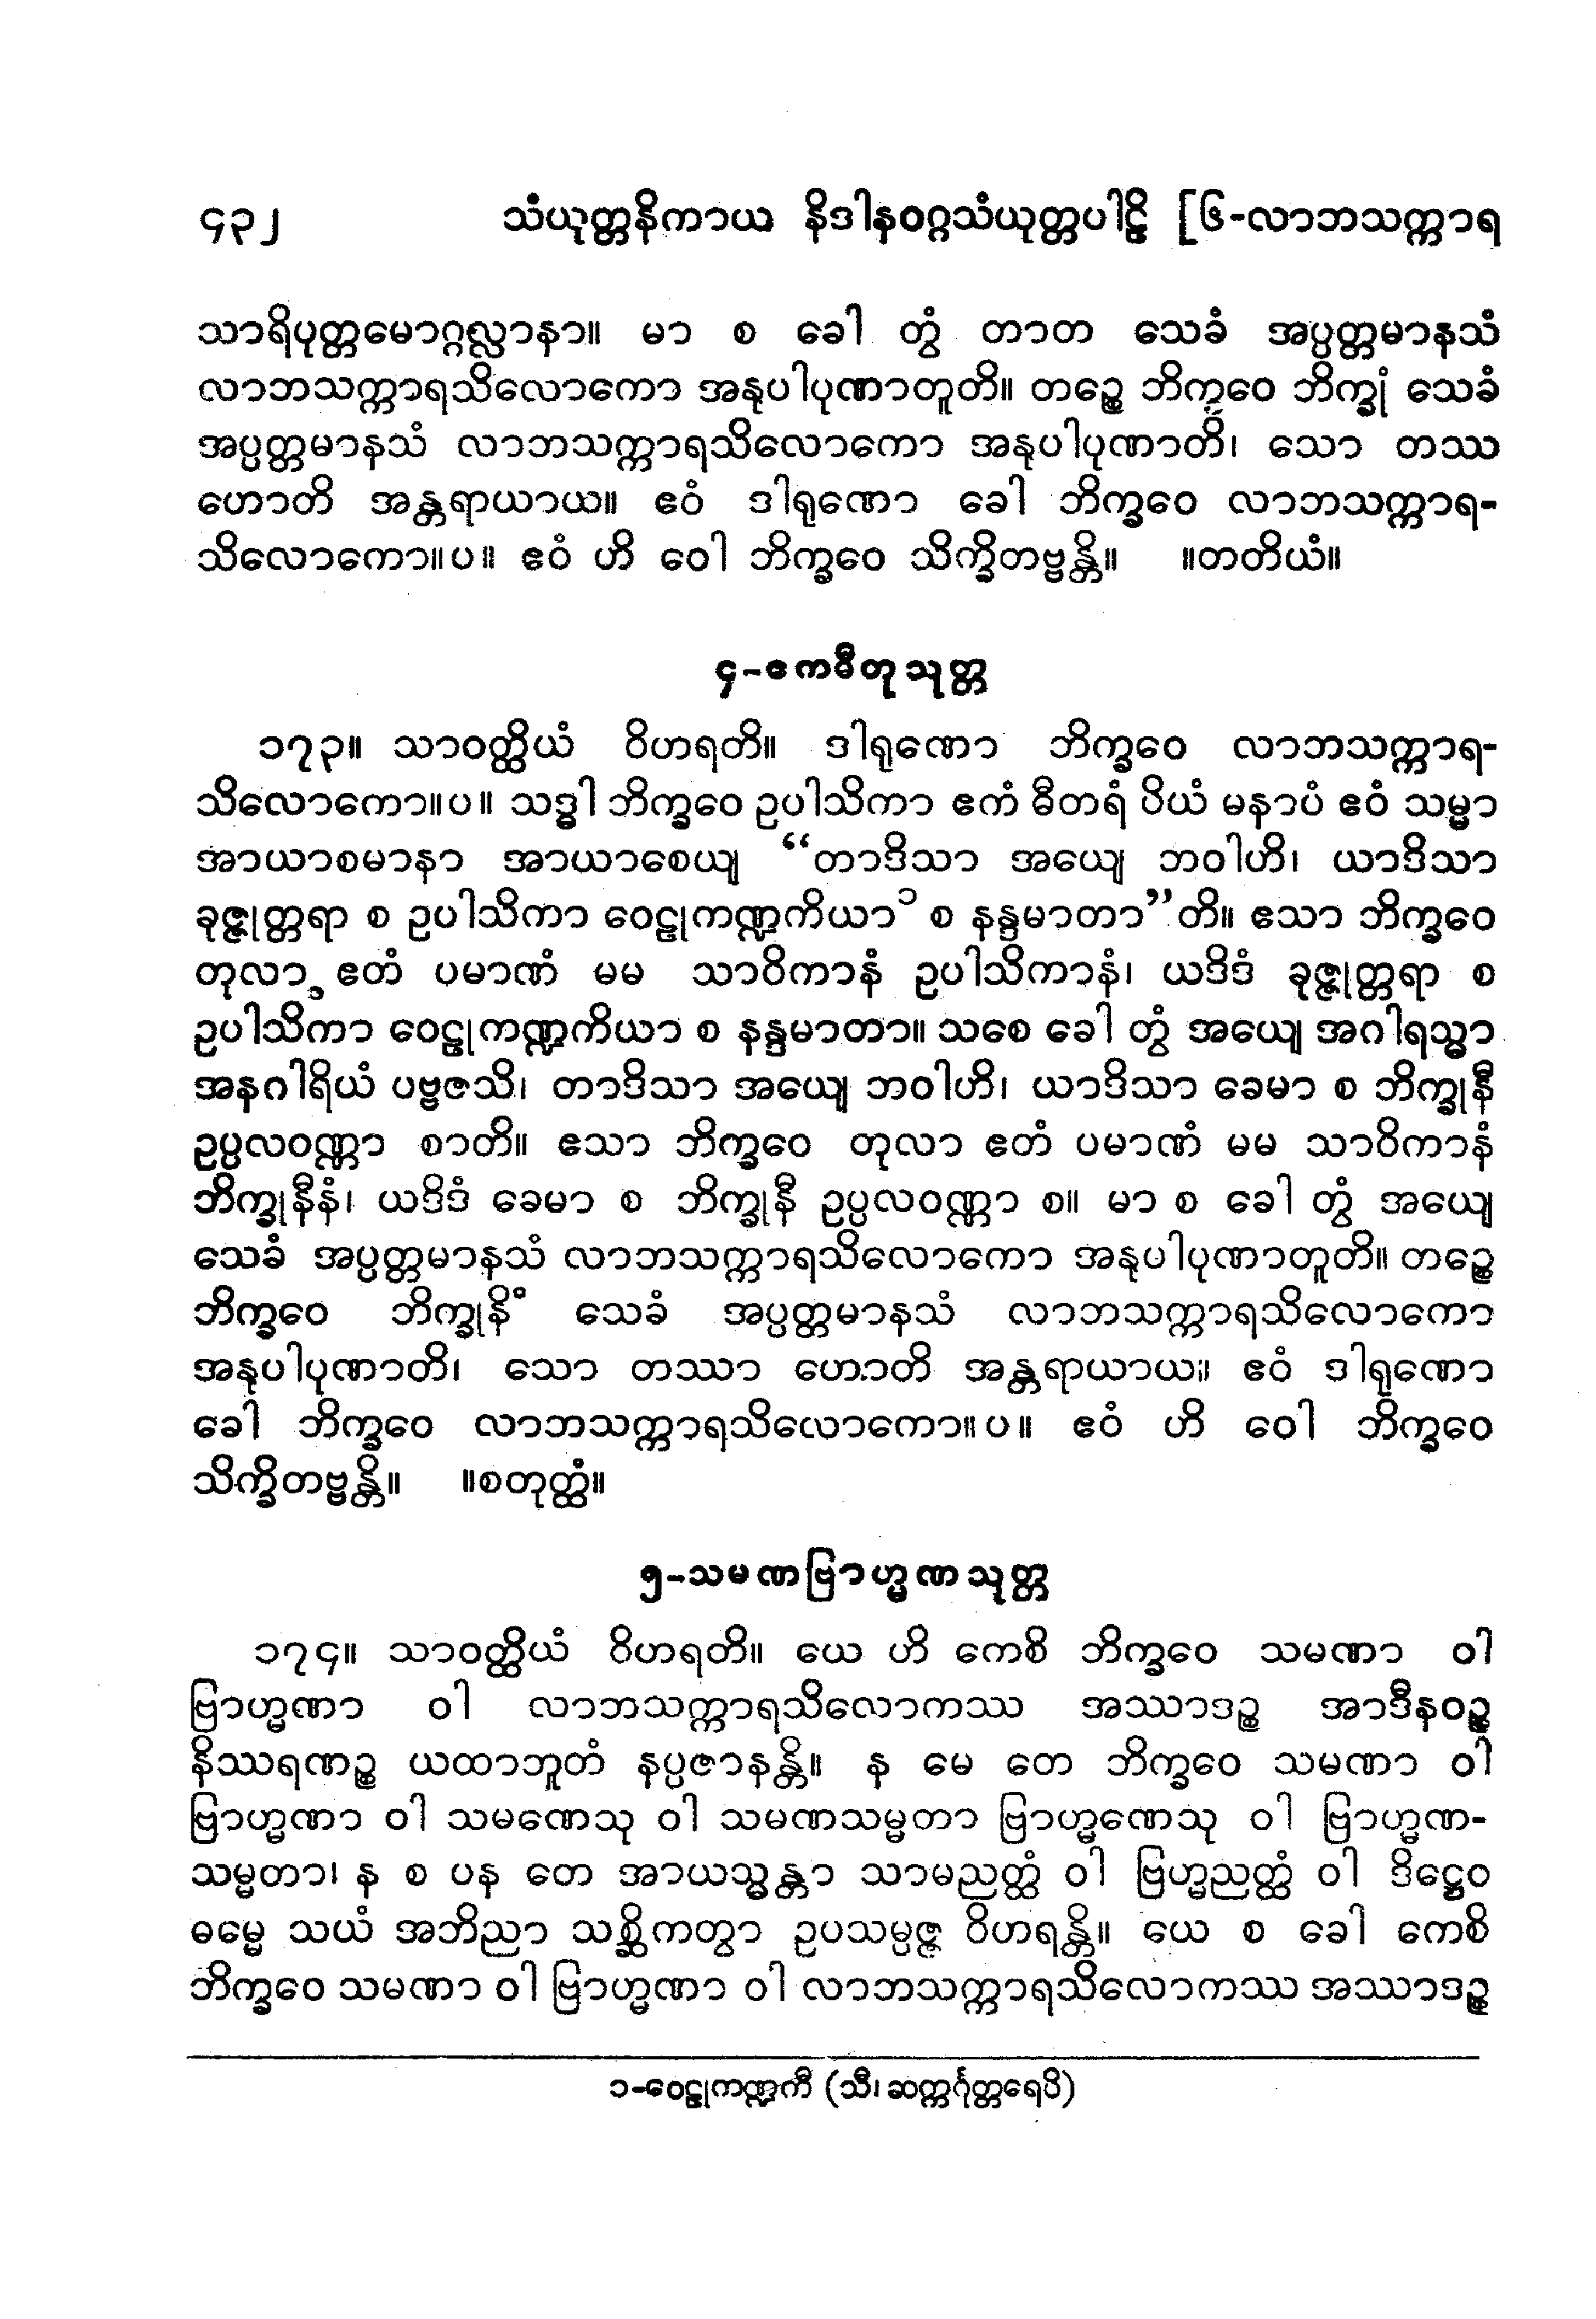 ၄၃၂ သံယုတ္တနိကာယ နိဒါနဝဂ္ဂသံယုတ္တပါဠိ [၆-လာဘသက္ကာရ
သာရိပုတ္တမောဂ္ဂလ္လာနာ။ မာ စ ခေါ တွံ တာတ သေခံ အပ္ပတ္တမာနသံ
လာဘသက္ကာရသိလောကော အနုပါပုဏာတူတိ။ တဉ္စေ ဘိက္ခဝေ ဘိက္ခုံ သေခံ
အပ္ပတ္တမာနသံ လာဘသက္ကာရသိလောကော အနုပါပုဏာတိ၊ သော တဿ
ဟောတိ အန္တရာယာယ။ ဧဝံ ဒါရုဏော ခေါ ဘိက္ခဝေ လာဘသက္ကာရ-
သိလောကော။ပ။ ဧဝံ ဟိ ဝေါ ဘိက္ခဝေ သိက္ခိတဗ္ဗန္တိ။ ။တတိယံ။
၄-ဧကဓီတုသုတ္တ
၁၇၃။ သာဝတ္ထိယံ ဝိဟရတိ။ ဒါရုဏော ဘိက္ခဝေ လာဘသက္ကာရ-
သိလောကော။ပ။ သဒ္ဓါ ဘိက္ခဝေ ဥပါသိကာ ဧကံ ဓီတရံ ပိယံ မနာပံ ဧဝံ သမ္မာ
အာယာစမာနာ အာယာစေယျ “တာဒိသာ အယျေ ဘဝါဟိ၊ ယာဒိသာ
ခုဇ္ဇုတ္တရာ စ ဥပါသိကာ ဝေဠုကဏ္ဍကိယာ ၁ စ နန္ဒမာတာ”တိ။ ဧသာ ဘိက္ခဝေ
တုလာ ဧတံ ပမာဏံ မမ သာဝိကာနံ ဥပါသိကာနံ၊ ယဒိဒံ ခုဇ္ဇုတ္တရာ စ
ဥပါသိကာ ဝေဠုကဏ္ဍကိယာ စ နန္ဒမာတာ။ သစေ ခေါ တွံ အယျေ အဂါရသ္မာ
အနဂါရိယံ ပဗ္ဗဇသိ၊ တာဒိသာ အယျေ ဘဝါဟိ၊ ယာဒိသာ ခေမာ စ ဘိက္ခုနီ
ဥပ္ပလဝဏ္ဏာ စာတိ။ ဧသာ ဘိက္ခဝေ တုလာ ဧတံ ပမာဏံ မမ သာဝိကာနံ
ဘိက္ခုနီနံ၊ ယဒိဒံ ခေမာ စ ဘိက္ခုနီ ဥပ္ပလဝဏ္ဏာ စ။ မာ စ ခေါ တွံ အယျေ
သေခံ အပ္ပတ္တမာနသံ လာဘသက္ကာရသိလောကော အနုပါပုဏာတူတိ။ တဉ္စေ
ဘိက္ခဝေ ဘိက္ခုနိံ သေခံ အပ္ပတ္တမာနသံ လာဘသက္ကာရသိလောကော
အနုပါပုဏာတိ၊ သော တဿာ ဟောတိ အန္တရာယာယ။ ဧဝံ ဒါရုဏော
ခေါ ဘိက္ခဝေ လာဘသက္ကာရသိလောကော။ပ။ ဧဝံ ဟိ ဝေါ ဘိက္ခဝေ
သိက္ခိတဗ္ဗန္တိ။ ။စတုတ္ထံ။
၅-သမဏဗြာဟ္မဏသုတ္တ
၁၇၄။ သာဝတ္ထိယံ ဝိဟရတိ။ ယေ ဟိ ကေစိ ဘိက္ခဝေ သမဏာ ဝါ
ဗြာဟ္မဏာ ဝါ လာဘသက္ကာရသိလောကဿ အဿာဒဉ္စ အာဒီနဝဉ္စ
နိဿရဏဉ္စ ယထာဘူတံ နပ္ပဇာနန္တိ။ န မေ တေ ဘိက္ခဝေ သမဏာ ဝါ
ဗြာဟ္မဏာ ဝါ သမဏေသု ဝါ သမဏသမ္မတာ ဗြာဟ္မဏေသု ဝါ ဗြာဟ္မဏ-
သမ္မတာ၊ န စ ပန တေ အာယသ္မန္တော သာမညတ္ထံ ဝါ ဗြဟ္မညတ္ထံ ဝါ ဒိဋ္ဌေဝ
ဓမ္မေ သယံ အဘိညာ သစ္ဆိကတွာ ဥပသမ္ပဇ္ဇ ဝိဟရန္တိ။ ယေ စ ခေါ ကေစိ
ဘိက္ခဝေ သမဏာ ဝါ ဗြာဟ္မဏာ ဝါ လာဘသက္ကာရသိလောကဿ အဿာဒဉ္စ
၁-ဝေဠုကဏ္ဍကီ (သီ၊ ဆက္ကင်္ဂုတ္တရေပိ)